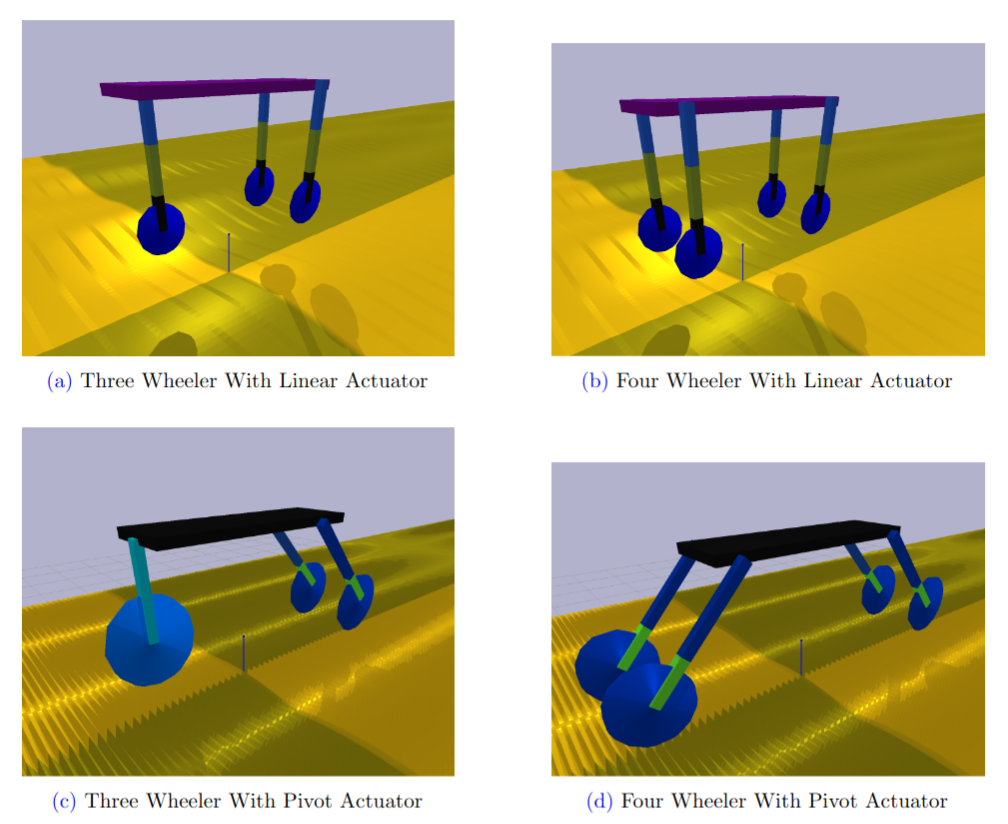 (a) Three Wheeler With Linear Actuator
(b) Four Wheeler With Linear Actuator
(c) Three Wheeler With Pivot Actuator
(d) Four Wheeler With Pivot Actuator